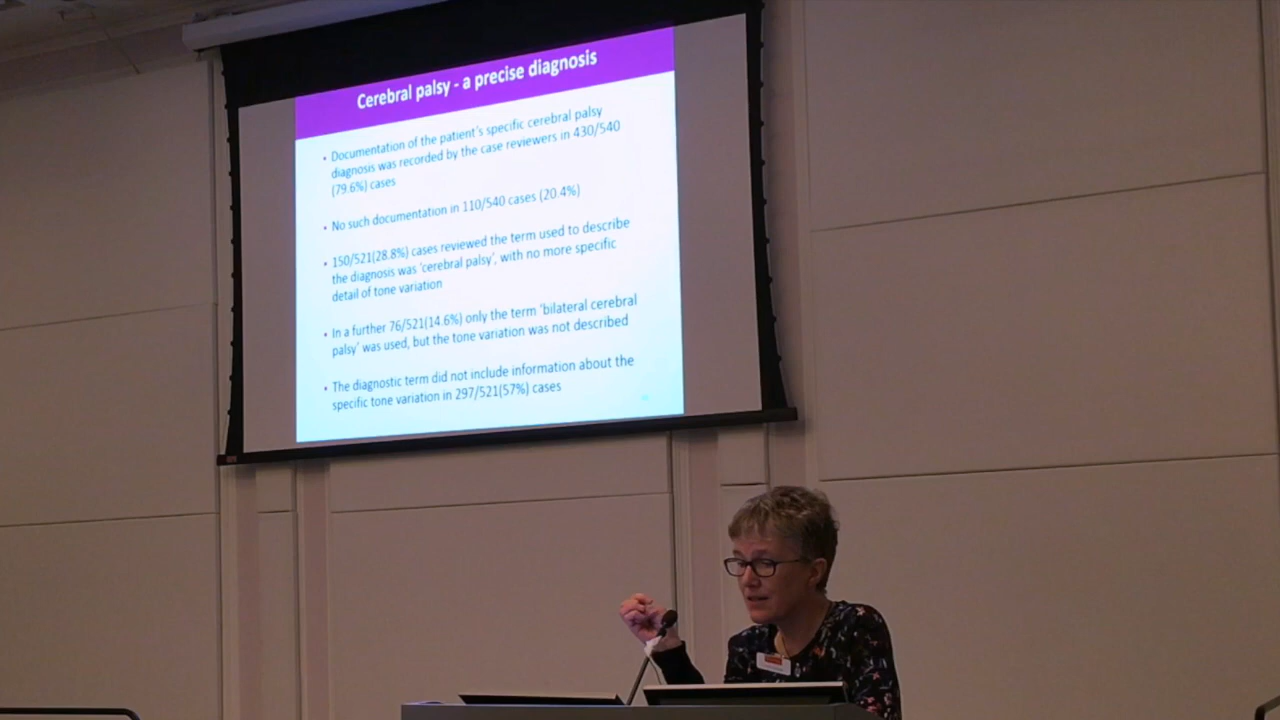 Cerebral palsy - a precise diagnosis
• Documentation of the patient's specific cerebral palsy
diagnosis was recorded by the case reviewers in 430/540
(79.6%) cases
• No such documentation in 110/540 cases (20.4%)
• 150/521(28.8%) cases reviewed the term used to describe
the diagnosis was 'cerebral palsy', with no more specific
detail of tone variation
• In a further 76/521(14.6%) only the term 'bilateral cerebral
palsy' was used, but the tone variation was not described
• The diagnostic term did not include information about the
specific tone variation in 297/521(57%) cases